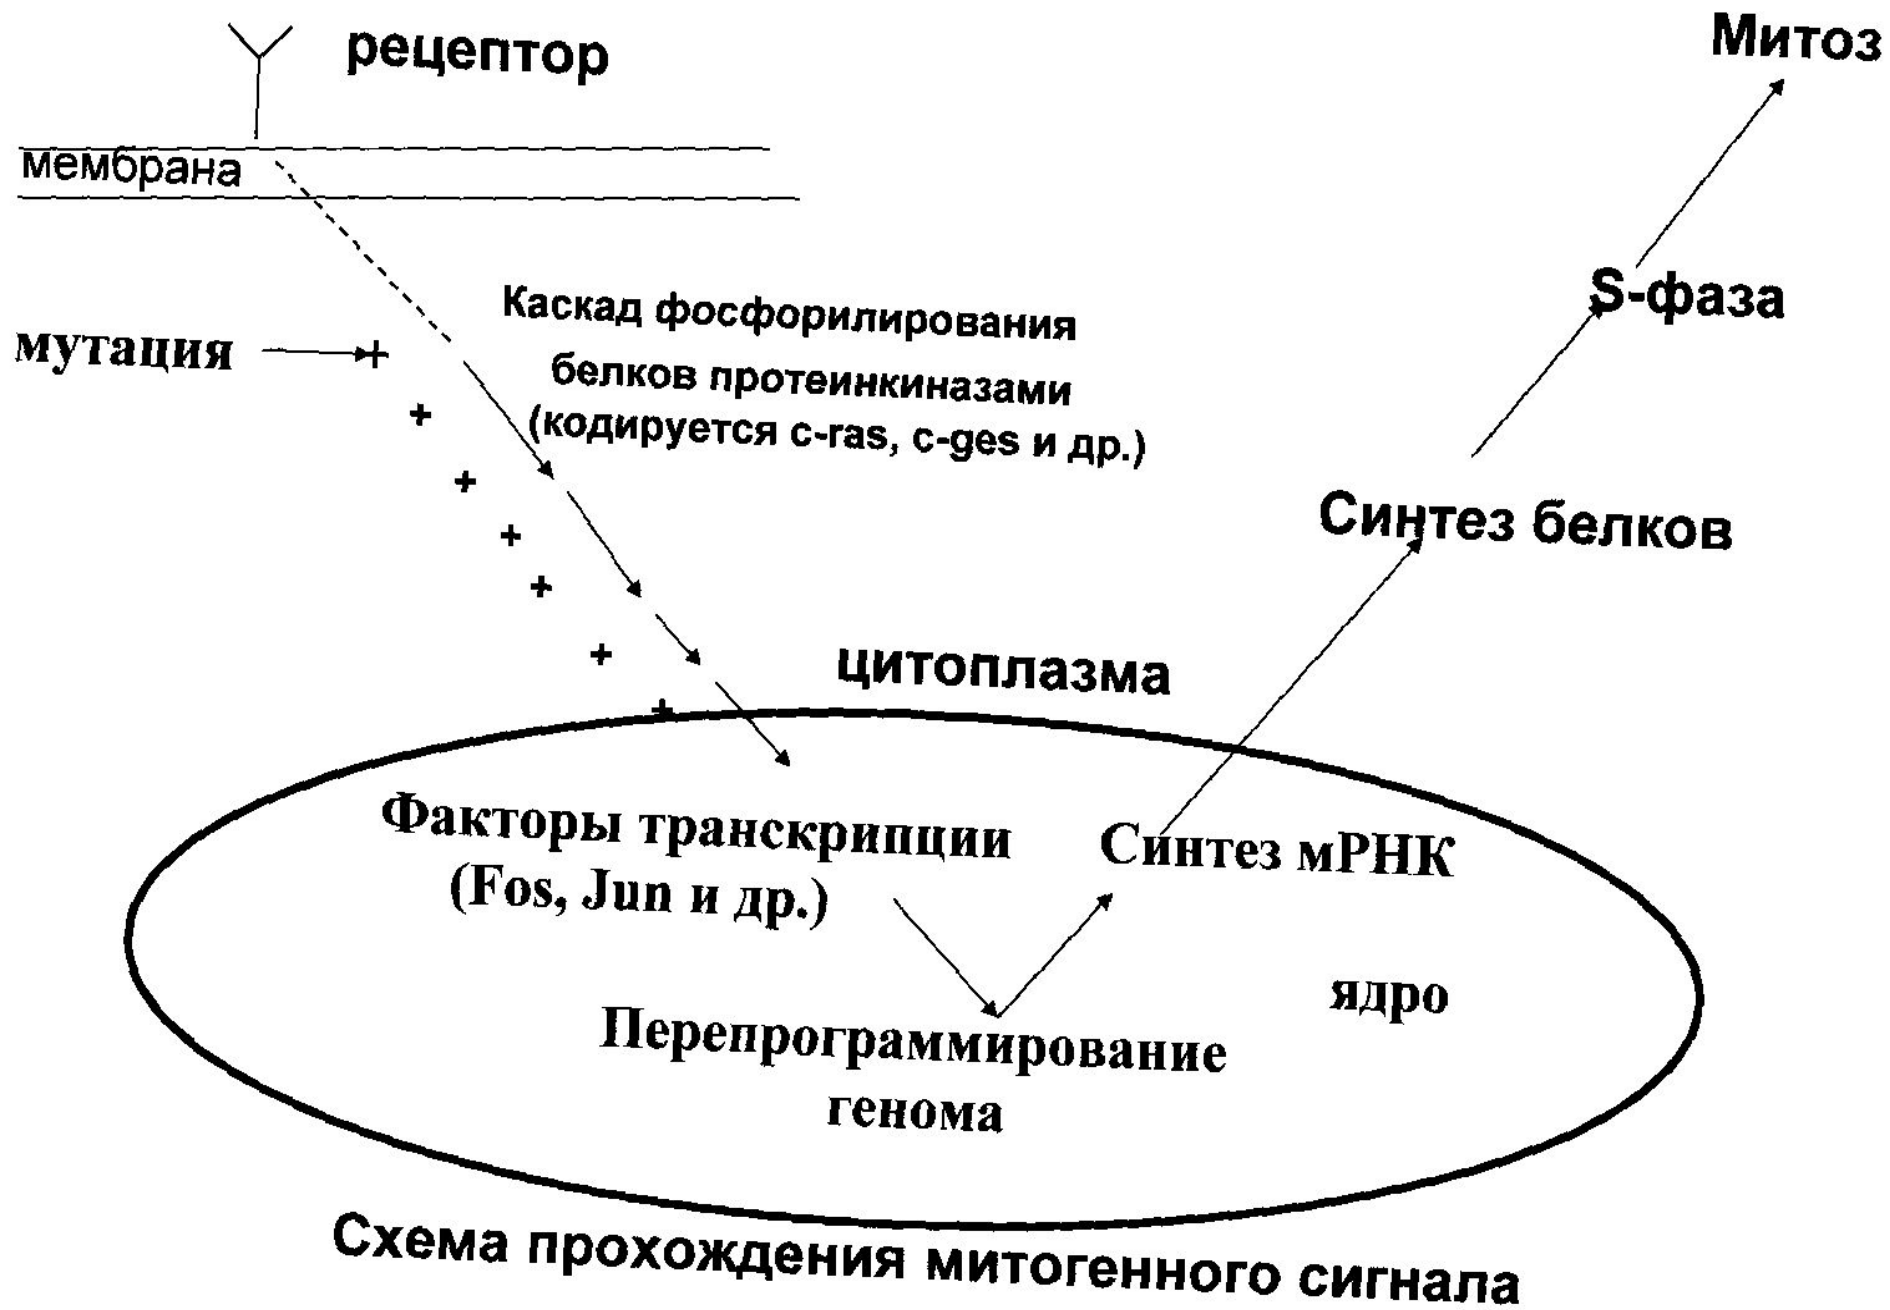 рецептор
Митоз
мембрана
S-фаза
Каскад фосфорилирования
белков протеинкиназами
(кодируется c-ras, c-ges и др.)
мутация
Синтез белков
цитоплазма
Факторы транскрипции
(Fos, Jun и др.)
Синтез мРНК
ядро
Перепрограммирование
генома
Схема прохождения митогенного сигнала